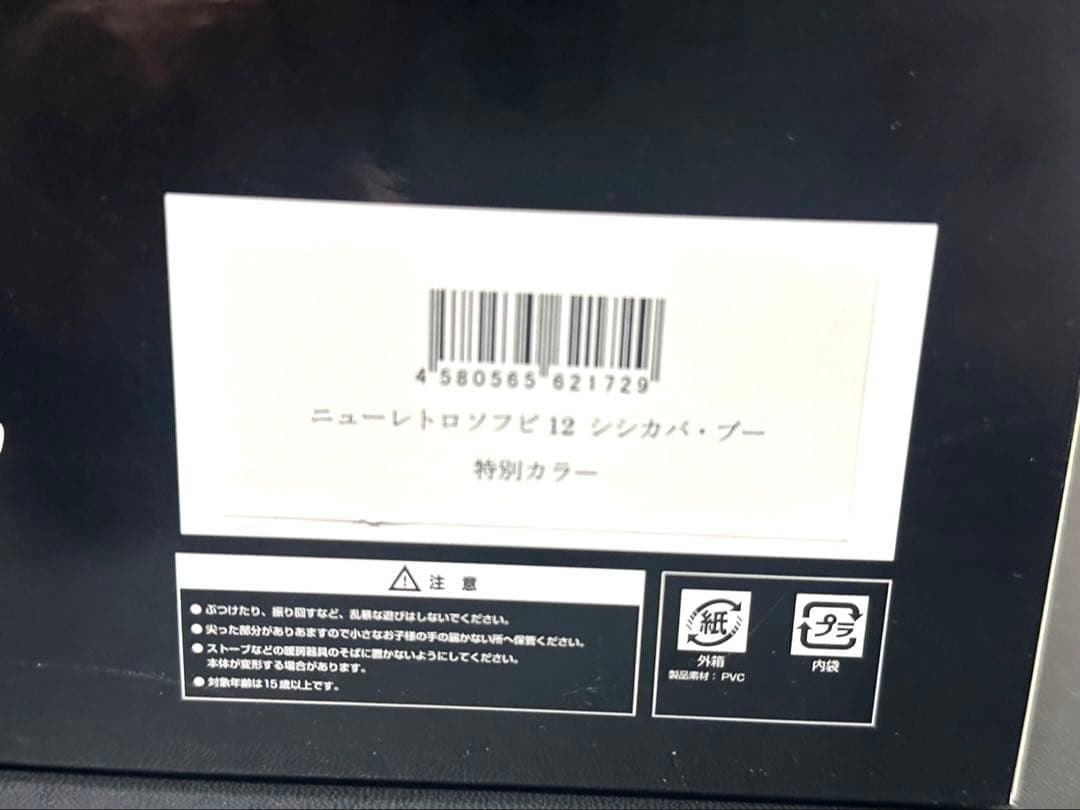 4 580565 621729
ニューレトロソフビ 12 シシカバ・ブー
特別カラー
注 意
●ぶつけたり、振り回すなど、乱暴な遊びはしないでください。
●尖った部分がありあますので小さなお子様の手の届かない所へ保管ください。
●ストーブなどの暖房器具のそばに置かないようにしてください。
本体が変形する場合があります。
●対象年齢は15歳以上です。
紙
外箱
製品素材：PVC
プラ
内袋